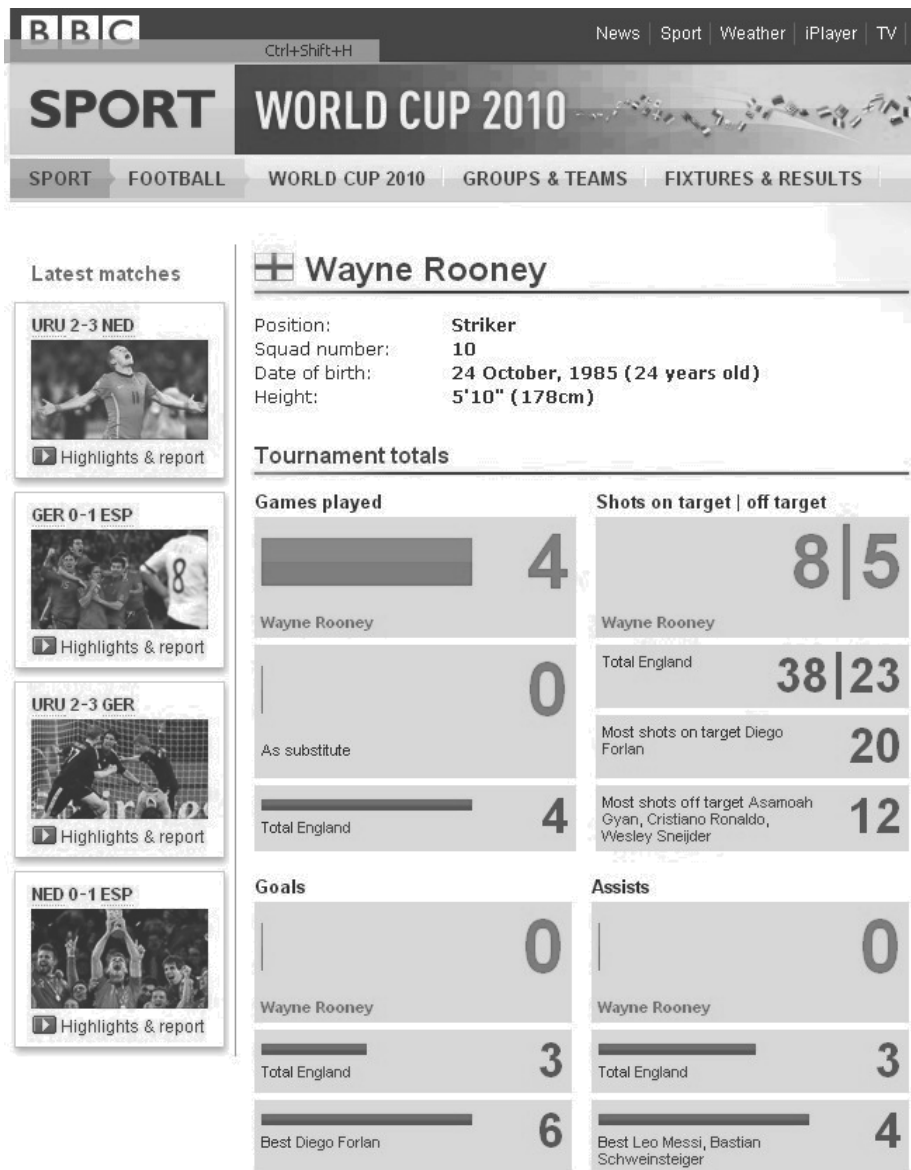 BBC
News | Sport | Weather | iPlayer | TV |
Ctrl+Shift+H
SPORT WORLD CUP 2010
SPORT FOOTBALL WORLD CUP 2010 GROUPS & TEAMS FIXTURES & RESULTS
Latest matches
URU 2-3 NED
11
Highlights & report
GER 0-1 ESP
8
Highlights & report
URU 2-3 GER
Highlights & report
NED 0-1 ESP
Highlights & report
Wayne Rooney
Position: Striker
Squad number: 10
Date of birth: 24 October, 1985 (24 years old)
Height: 5'10" (178cm)
Tournament totals
Games played
4
Wayne Rooney
0
As substitute
Total England 4
Shots on target | off target
8|5
Wayne Rooney
Total England 38|23
Most shots on target Diego
Forlan 20
Most shots off target Asamoah
Gyan, Cristiano Ronaldo,
Wesley Sneijder 12
Goals
0
Wayne Rooney
Total England 3
Best Diego Forlan 6
Assists
0
Wayne Rooney
Total England 3
Best Leo Messi, Bastian
Schweinsteiger 4